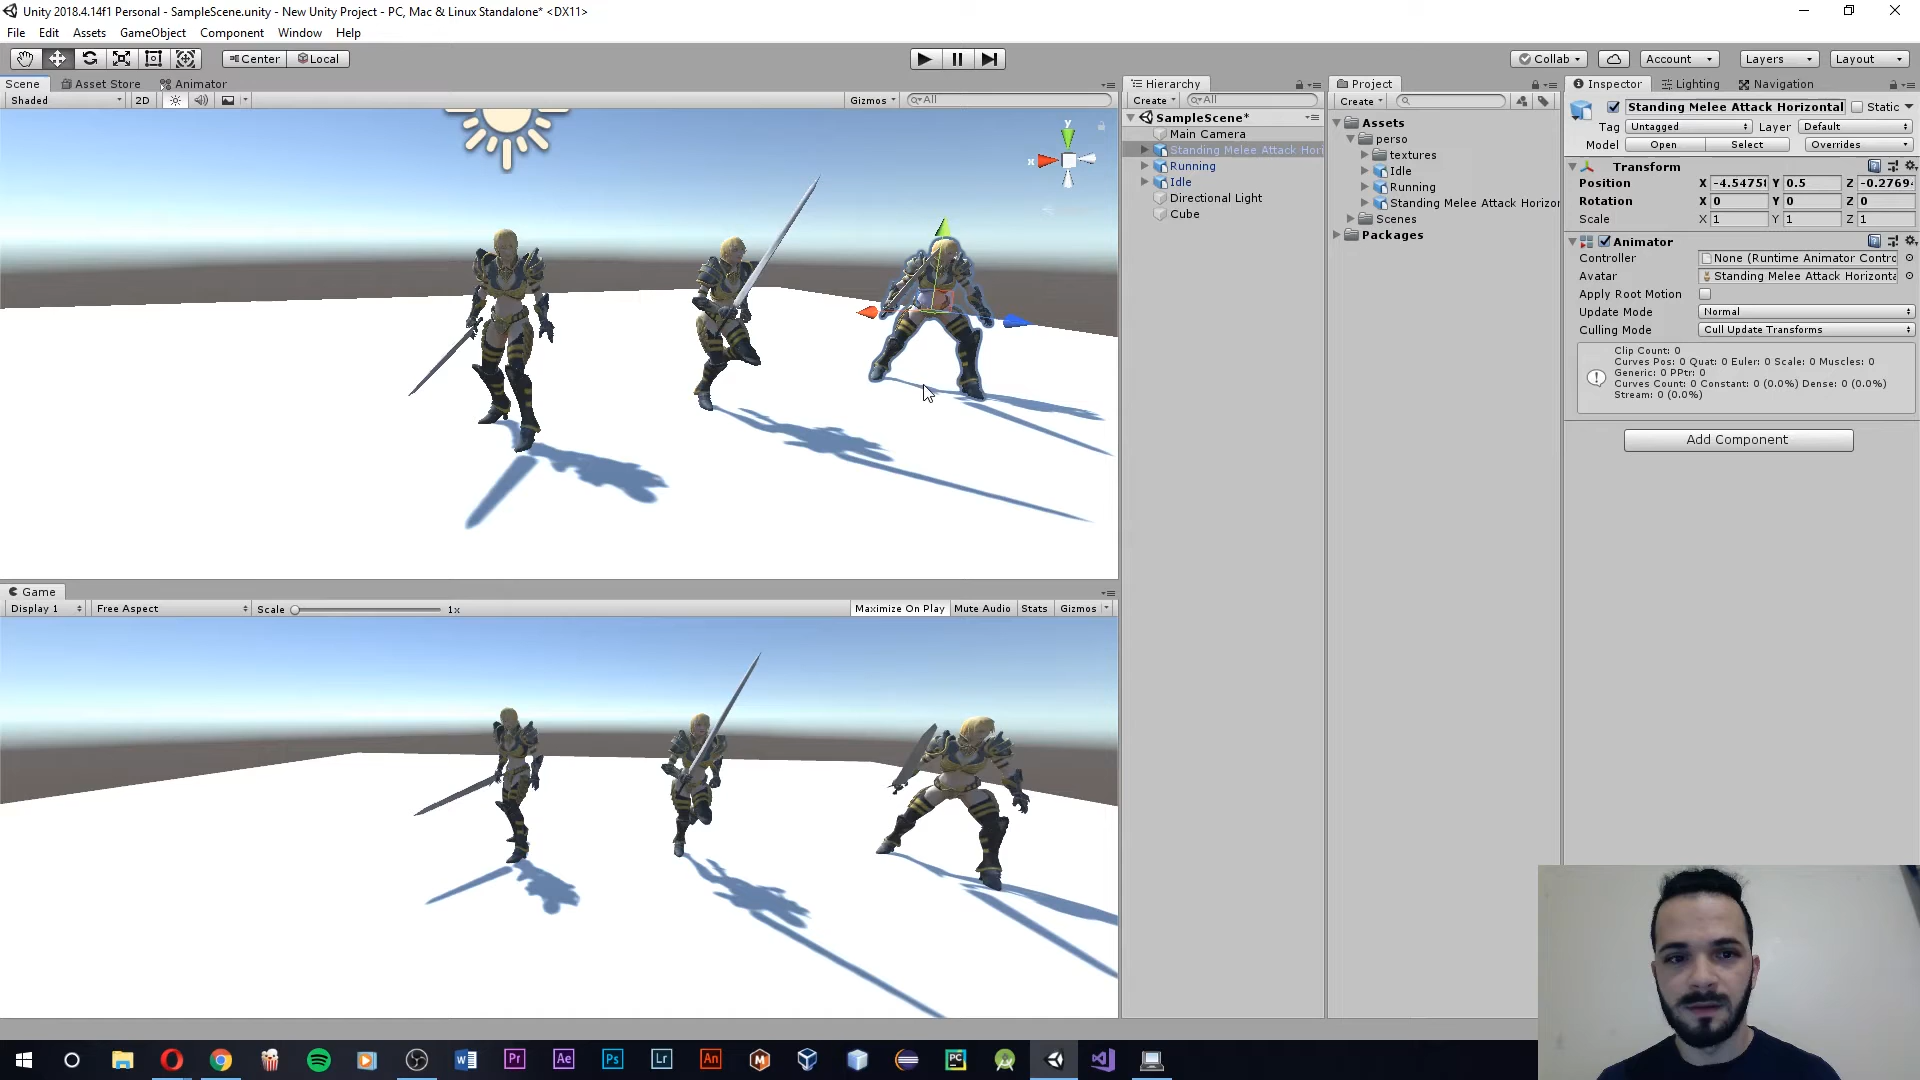 Unity 2018.4.14f1 Personal - SampleScene.unity - New Unity Project - PC, Mac & Linux Standalone* <DX11>
File Edit Assets GameObject Component Window Help
Center Local Collab Account Layers Layout
Scene Asset Store Animator
Shaded 2D Gizmos All
y
x
Game
Display 1 Free Aspect Scale 1x Maximize On Play Mute Audio Stats Gizmos
Hierarchy
Create All
SampleScene*
Main Camera
Standing Melee Attack Hori
Running
Idle
Directional Light
Cube
Project
Create
Assets
perso
textures
Idle
Running
Standing Melee Attack Horizon
Scenes
Packages
Inspector Lighting Navigation
Standing Melee Attack Horizontal Static
Tag Untagged Layer Default
Model Open Select Overrides
Transform
Position X -4.5475 Y 0.5 Z -0.2769
Rotation X 0 Y 0 Z 0
Scale X 1 Y 1 Z 1
Animator
Controller None (Runtime Animator Contro
Avatar Standing Melee Attack Horizonta
Apply Root Motion
Update Mode Normal
Culling Mode Cull Update Transforms
Clip Count: 0
Curves Pos: 0 Quat: 0 Euler: 0 Scale: 0 Muscles: 0
Generic: 0 PPtr: 0
Curves Count: 0 Constant: 0 (0.0%) Dense: 0 (0.0%)
Stream: 0 (0.0%)
Add Component
W Pr Ae Ps Lr An M PC